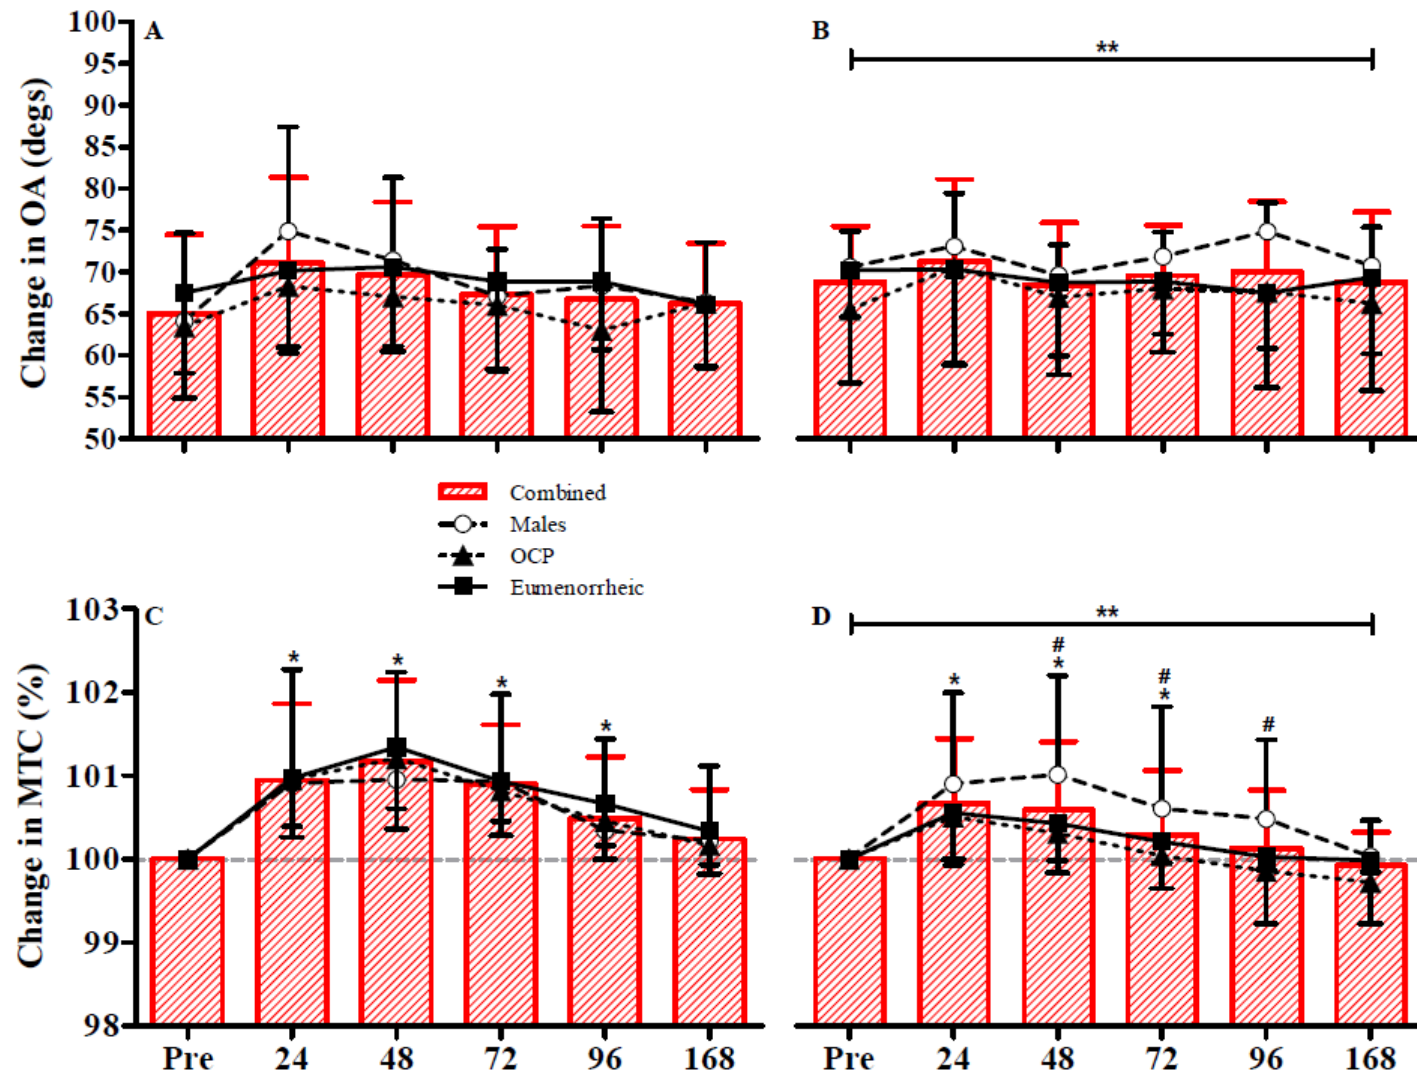 A
B
**
Change in OA (degs)
100
95
90
85
80
75
70
65
60
55
50
Combined
Males
OCP
Eumenorrheic
C
D
**
Change in MTC (%)
103
102
101
100
99
98
* * * *
* # * # * #
Pre 24 48 72 96 168
Pre 24 48 72 96 168